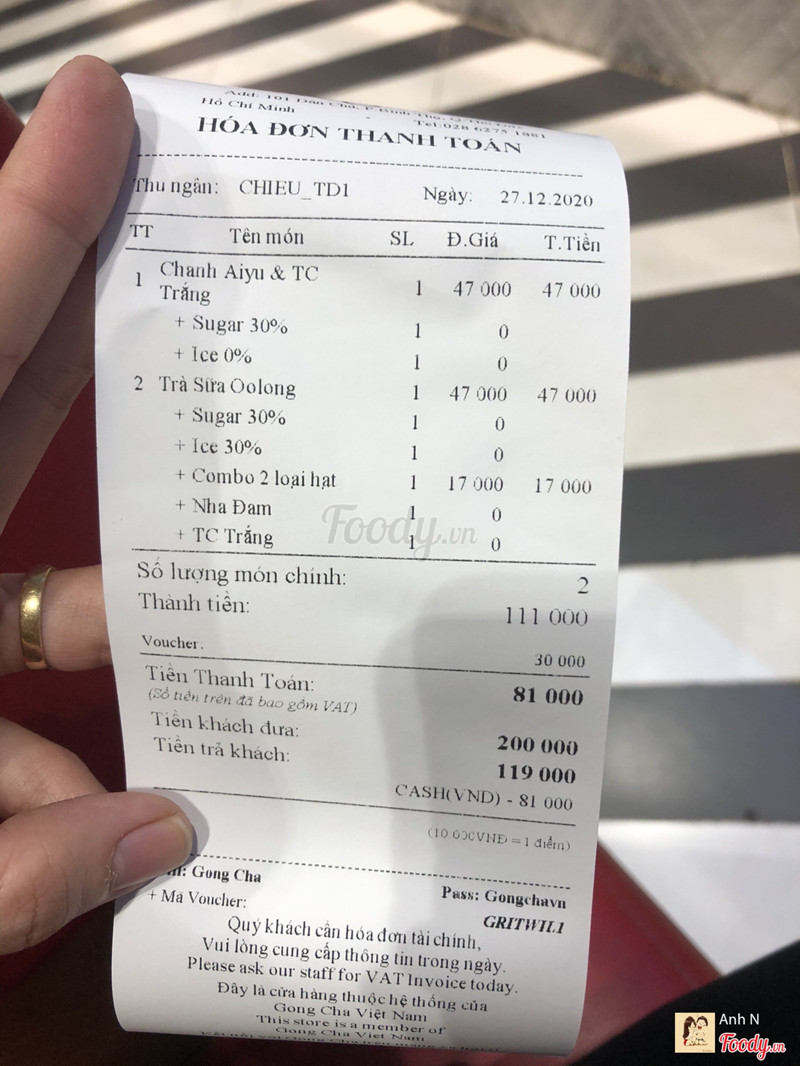 Hồ Chí Minh - Tel:028 6275 1881
HÓA ĐƠN THANH TOÁN
Thu ngân: CHIEU_TD1 Ngày: 27.12.2020
TT Tên món SL Đ.Giá T.Tiền
1 Chanh Aiyu & TC Trắng 1 47 000 47 000
+ Sugar 30% 1 0
+ Ice 0% 1 0
2 Trà Sữa Oolong 1 47 000 47 000
+ Sugar 30% 1 0
+ Ice 30% 1 0
+ Combo 2 loại hạt 1 17 000 17 000
+ Nha Đam 1 0
+ TC Trắng 1 0
Foody.vn
Số lượng món chính: 2
Thành tiền: 111 000
Voucher: 30 000
Tiền Thanh Toán: 81 000
(Số tiền trên đã bao gồm VAT)
Tiền khách đưa: 200 000
Tiền trả khách: 119 000
CASH(VND) - 81 000
(10.000VNĐ = 1 điểm)
Gong Cha Pass: Gongchavn
+ Mã Voucher: GRITWIL1
Quý khách cần hóa đơn tài chính,
Vui lòng cung cấp thông tin trong ngày.
Please ask our staff for VAT Invoice today.
Đây là cửa hàng thuộc hệ thống của
Gong Cha Việt Nam
This store is a member of
Gong Cha Viet Nam
Anh N
Foody.vn